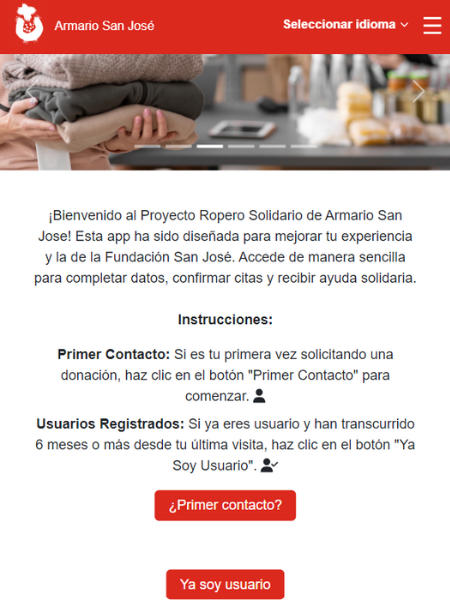 Armario San José
Seleccionar idioma
¡Bienvenido al Proyecto Ropero Solidario de Armario San
Jose! Esta app ha sido diseñada para mejorar tu experiencia
y la de la Fundación San José. Accede de manera sencilla
para completar datos, confirmar citas y recibir ayuda solidaria.
Instrucciones:
Primer Contacto: Si es tu primera vez solicitando una
donación, haz clic en el botón "Primer Contacto" para
comenzar.
Usuarios Registrados: Si ya eres usuario y han transcurrido
6 meses o más desde tu última visita, haz clic en el botón "Ya
Soy Usuario".
¿Primer contacto?
Ya soy usuario